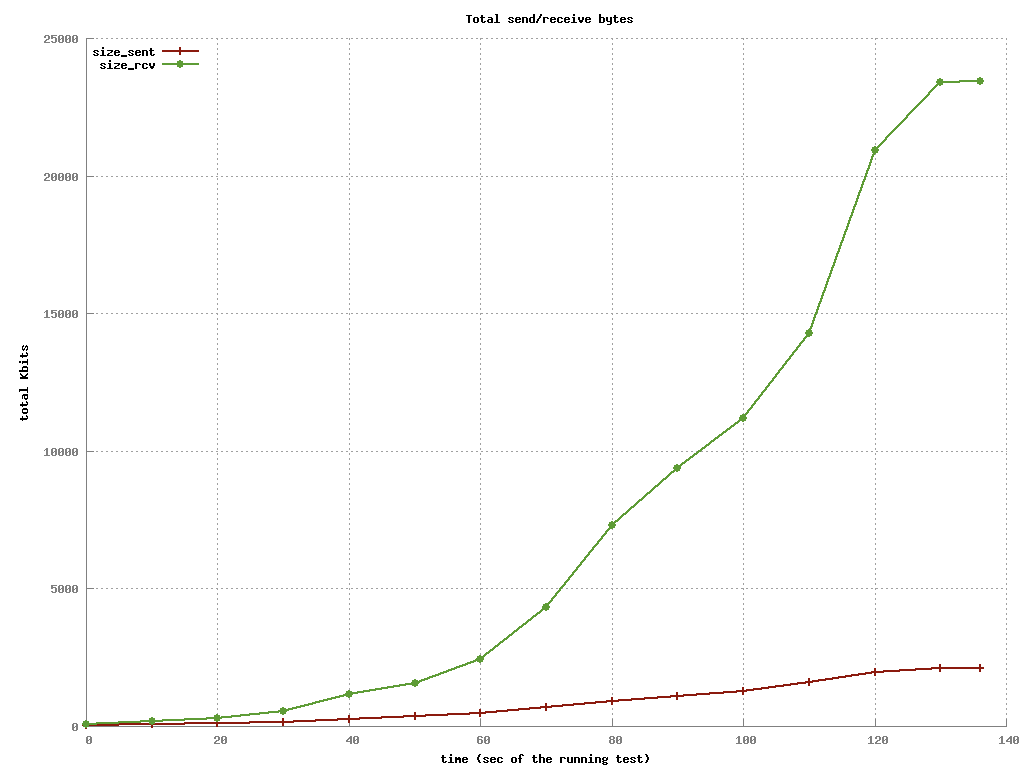 Total send/receive bytes
25000
size_sent
size_rcv
20000
15000
total Kbits
10000
5000
0
0 20 40 60 80 100 120 140
time (sec of the running test)